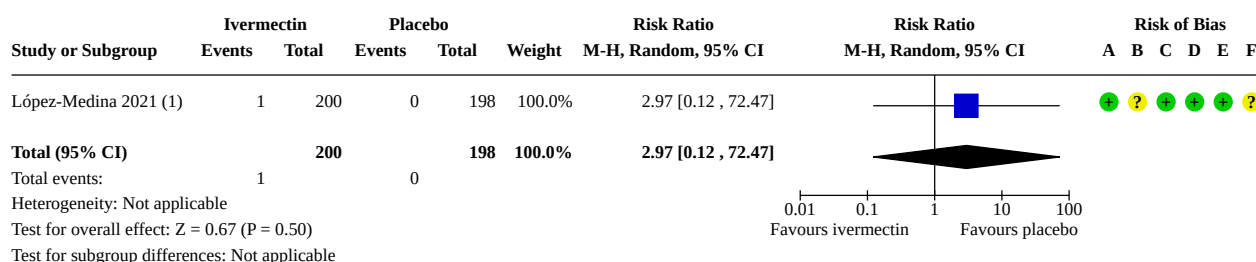 Ivermectin Placebo Risk Ratio Risk Ratio Risk of Bias
Study or Subgroup Events Total Events Total Weight M-H, Random, 95% CI M-H, Random, 95% CI A B C D E F
López-Medina 2021 (1) 1 200 0 198 100.0% 2.97 [0.12 , 72.47] + ? + + + ?
Total (95% CI) 200 198 100.0% 2.97 [0.12 , 72.47]
Total events: 1 0
Heterogeneity: Not applicable
0.01 0.1 1 10 100
Test for overall effect: Z = 0.67 (P = 0.50)
Favours ivermectin Favours placebo
Test for subgroup differences: Not applicable